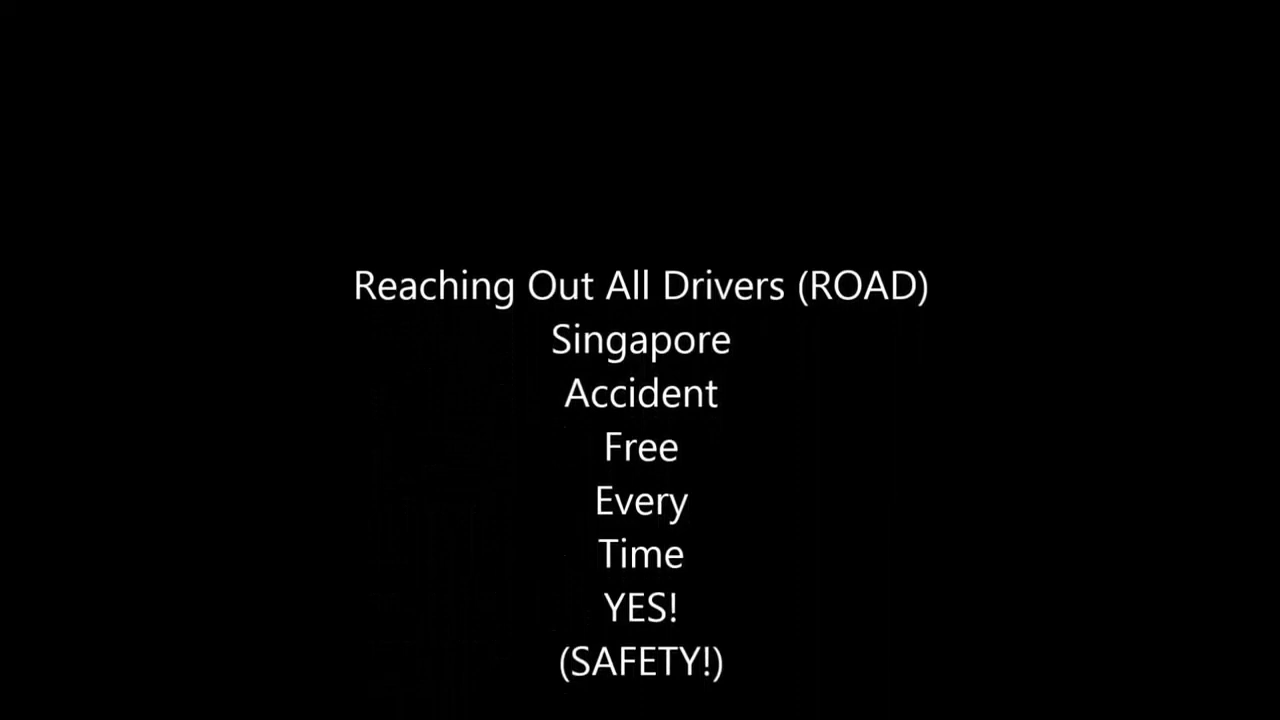 Reaching Out All Drivers (ROAD)
Singapore
Accident
Free
Every
Time
YES!
(SAFETY!)